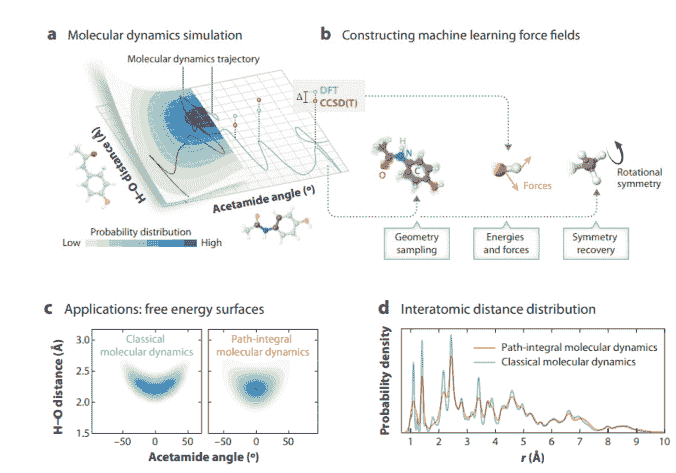 a Molecular dynamics simulation
Molecular dynamics trajectory
Δ
DFT
CCSD(T)
H–O distance (Å)
Acetamide angle (º)
Probability distribution
Low
High
b Constructing machine learning force fields
H
N
C
O
Forces
Rotational
symmetry
Geometry
sampling
Energies
and forces
Symmetry
recovery
c Applications: free energy surfaces
H–O distance (Å)
3.0
2.5
2.0
1.5
Classical
molecular dynamics
Path-integral
molecular dynamics
−50 0 50
−50 0 50
Acetamide angle (º)
d Interatomic distance distribution
Probability density
Path-integral molecular dynamics
Classical molecular dynamics
1 2 3 4 5 6 7 8 9 10
r (Å)